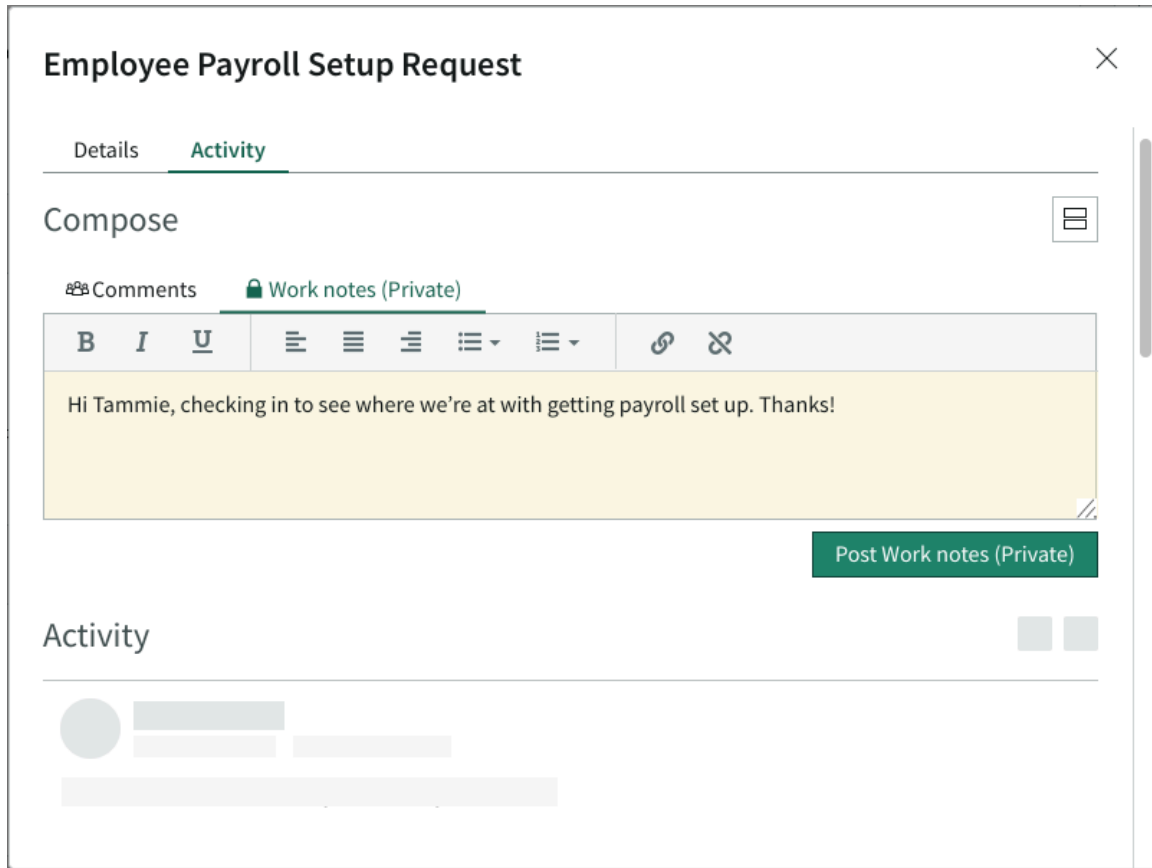 Employee Payroll Setup Request
Details Activity
Compose
Comments Work notes (Private)
B I U
Hi Tammie, checking in to see where we’re at with getting payroll set up. Thanks!
Post Work notes (Private)
Activity